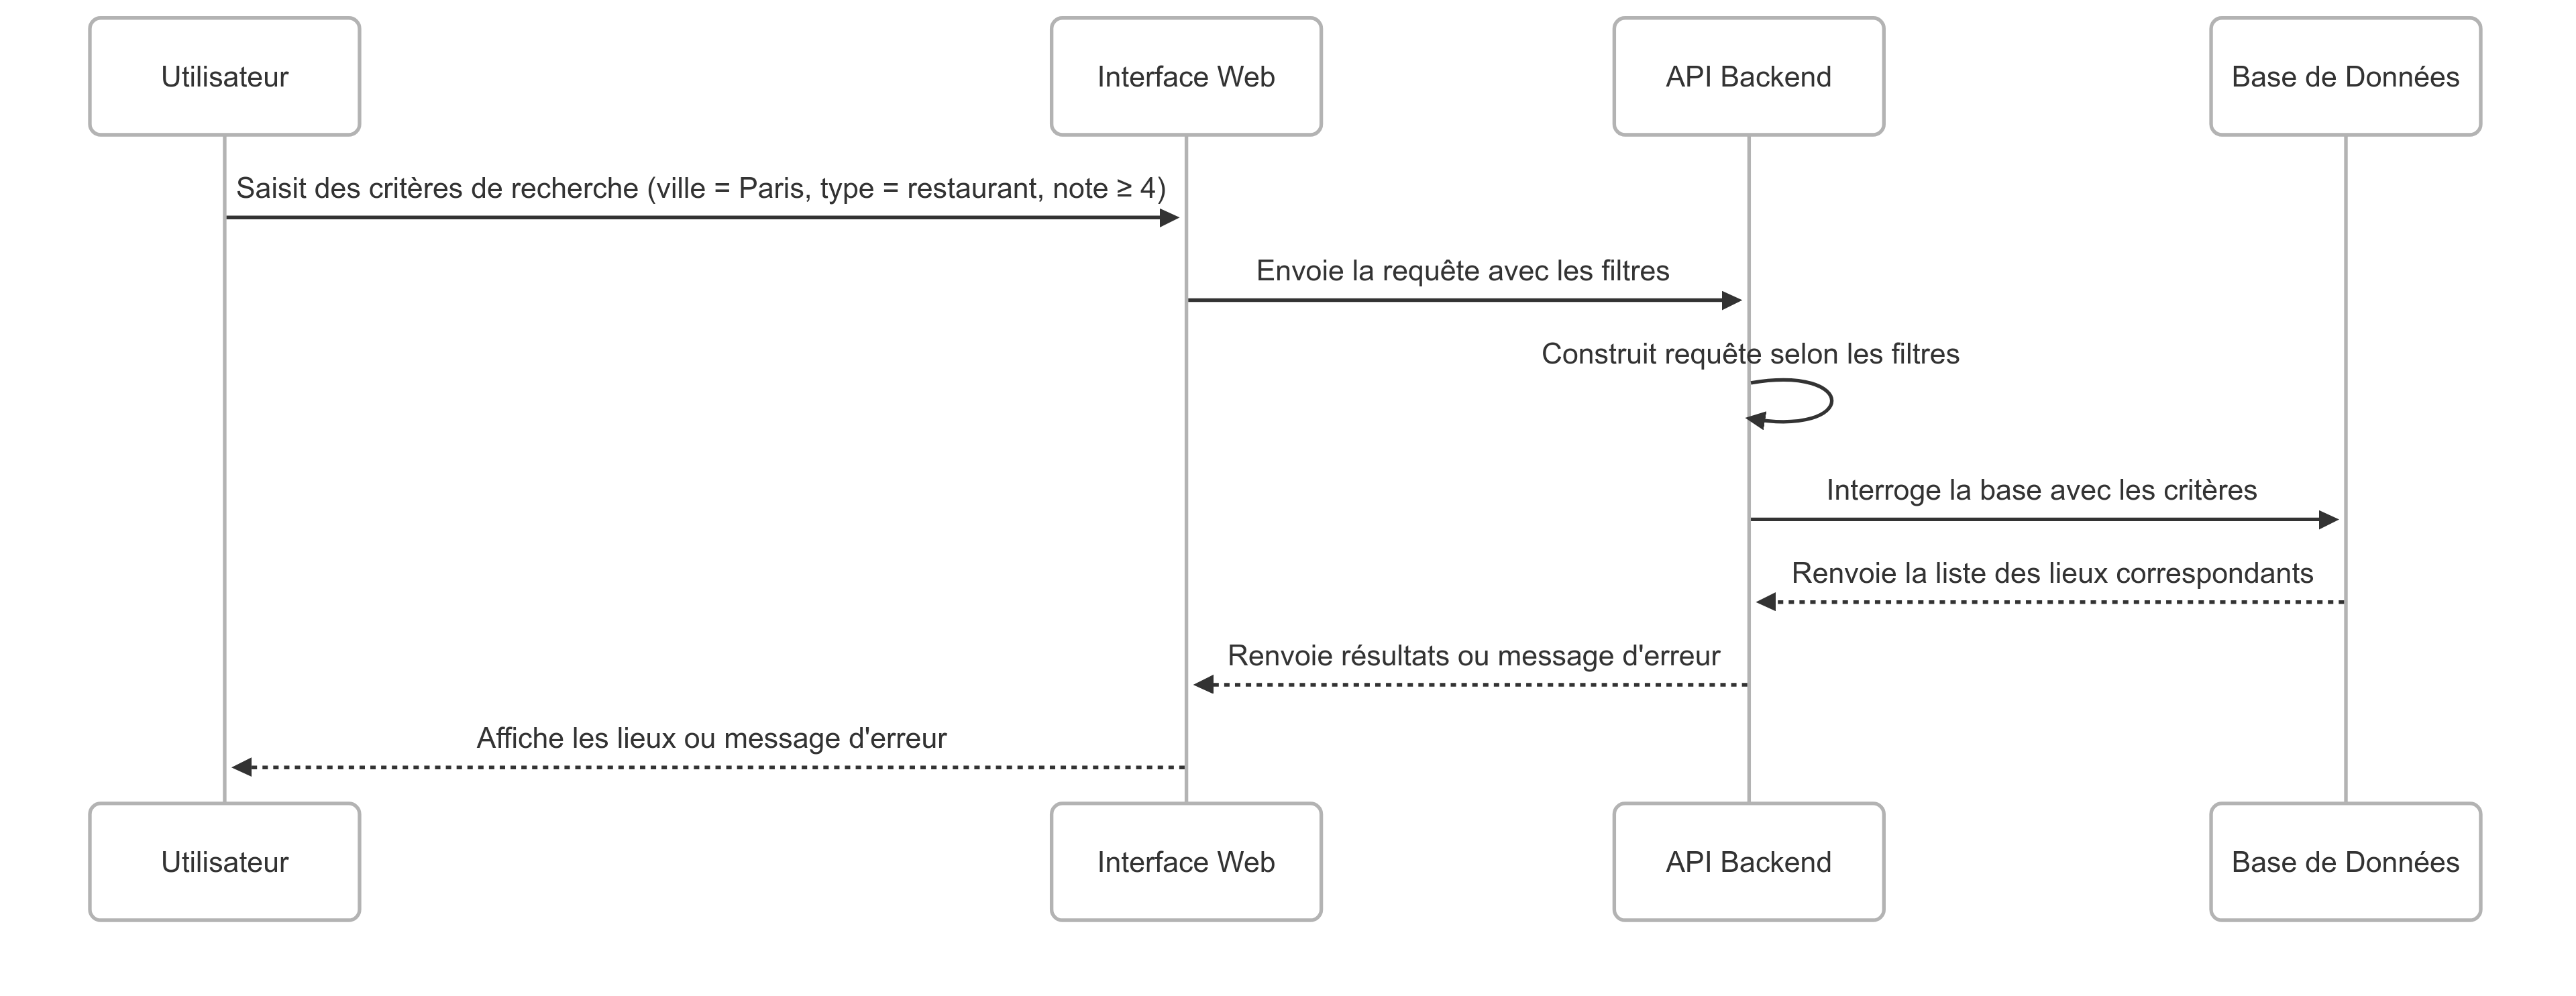 Utilisateur
Interface Web
API Backend
Base de Données
Saisit des critères de recherche (ville = Paris, type = restaurant, note ≥ 4)
Envoie la requête avec les filtres
Construit requête selon les filtres
Interroge la base avec les critères
Renvoie la liste des lieux correspondants
Renvoie résultats ou message d'erreur
Affiche les lieux ou message d'erreur
Utilisateur
Interface Web
API Backend
Base de Données